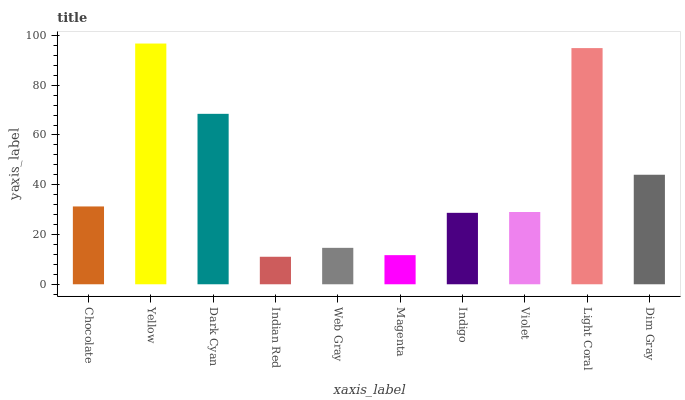 title
100
80
60
40
20
0
yaxis_label
Chocolate
Yellow
Dark Cyan
Indian Red
Web Gray
Magenta
Indigo
Violet
Light Coral
Dim Gray
xaxis_label